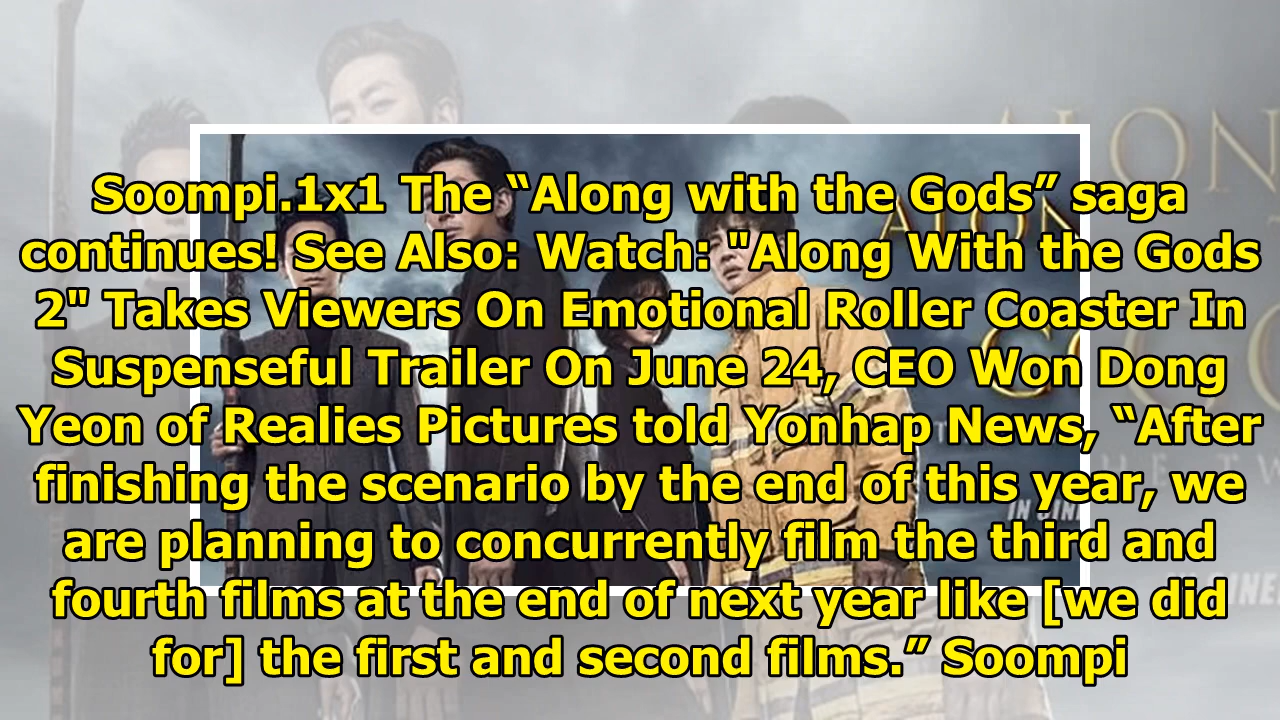 Soompi.1x1 The “Along with the Gods” saga
continues! See Also: Watch: "Along With the Gods
2" Takes Viewers On Emotional Roller Coaster In
Suspenseful Trailer On June 24, CEO Won Dong
Yeon of Realies Pictures told Yonhap News, “After
finishing the scenario by the end of this year, we
are planning to concurrently film the third and
fourth films at the end of next year like [we did
for] the first and second films.” Soompi
ALON